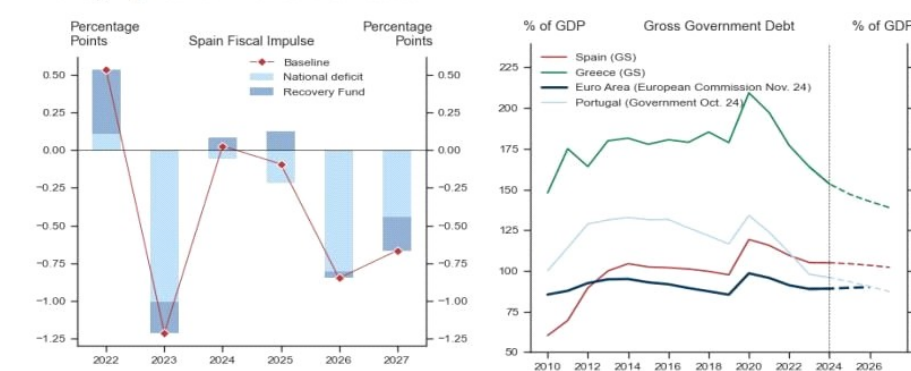 Percentage
Points
Spain Fiscal Impulse
Percentage
Points
Baseline
National deficit
Recovery Fund
0.50
0.25
0.00
−0.25
−0.50
−0.75
−1.00
−1.25
0.50
0.25
0.00
−0.25
−0.50
−0.75
−1.00
−1.25
2022 2023 2024 2025 2026 2027
% of GDP
Gross Government Debt
% of GDP
Spain (GS)
Greece (GS)
Euro Area (European Commission Nov. 24)
Portugal (Government Oct. 24)
225
200
175
150
125
100
75
50
2010 2012 2014 2016 2018 2020 2022 2024 2026